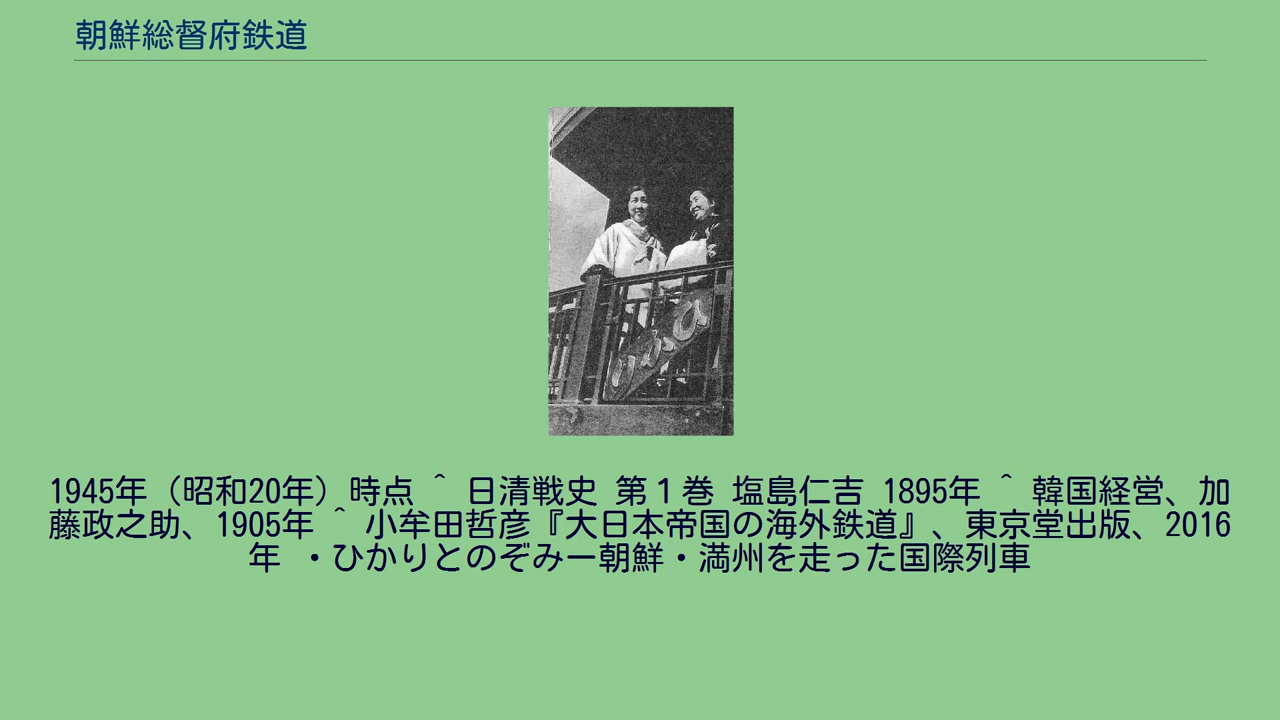 朝鮮総督府鉄道
1945年（昭和20年）時点 ^ 日清戦史 第１巻 塩島仁吉 1895年 ^ 韓国経営、加
藤政之助、1905年 ^ 小牟田哲彦『大日本帝国の海外鉄道』、東京堂出版、2016
年 ・ひかりとのぞみー朝鮮・満州を走った国際列車